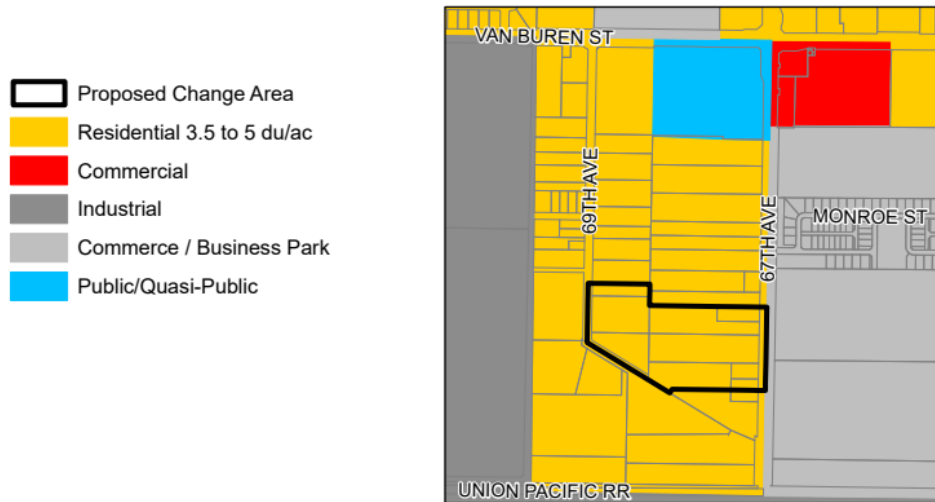 Proposed Change Area
Residential 3.5 to 5 du/ac
Commercial
Industrial
Commerce / Business Park
Public/Quasi-Public
VAN BUREN ST
69TH AVE
67TH AVE
MONROE ST
UNION PACIFIC RR